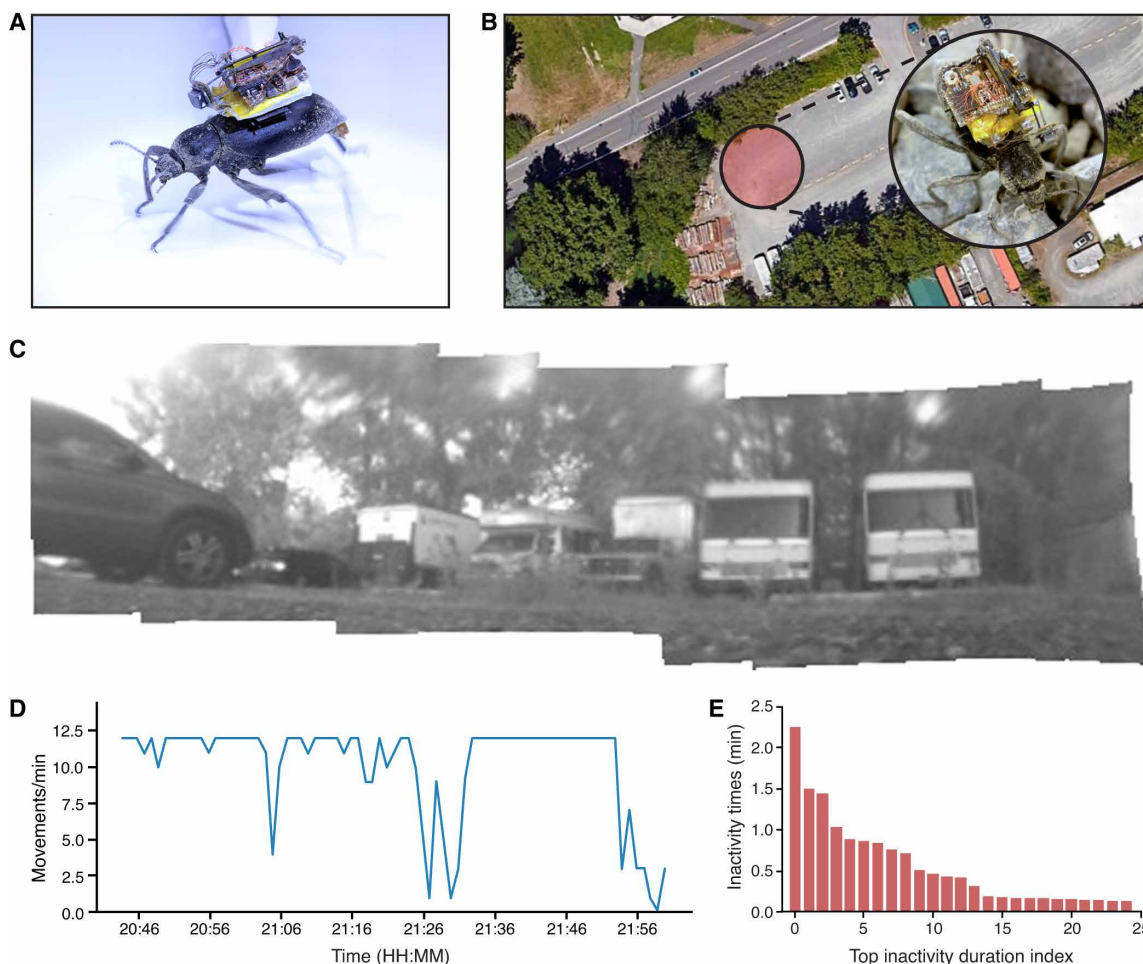 A
B
C
D
12.5
10.0
7.5
5.0
2.5
0.0
Movements/min
20:46 20:56 21:06 21:16 21:26 21:36 21:46 21:56
Time (HH:MM)
E
2.5
2.0
1.5
1.0
0.5
0.0
Inactivity times (min)
0 5 10 15 20 25
Top inactivity duration index